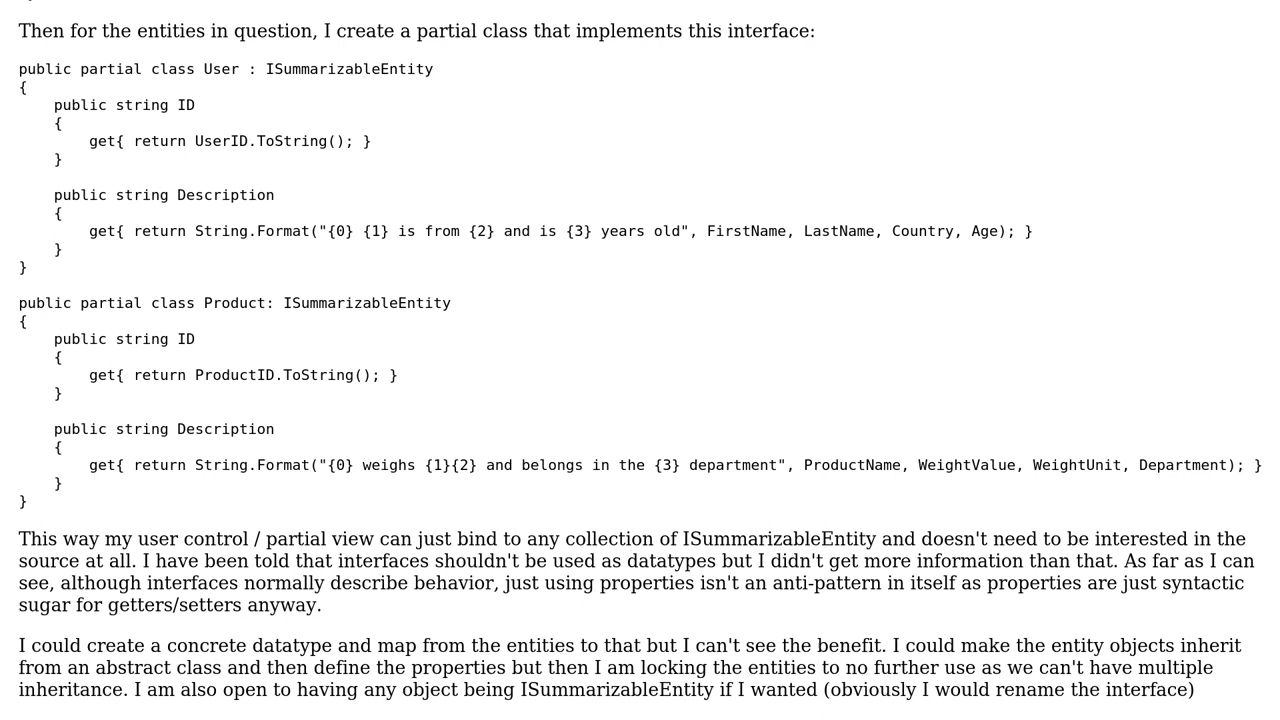 Then for the entities in question, I create a partial class that implements this interface:
public partial class User : ISummarizableEntity
{
    public string ID
    {
        get{ return UserID.ToString(); }
    }
    public string Description
    {
        get{ return String.Format("{0} {1} is from {2} and is {3} years old", FirstName, LastName, Country, Age); }
    }
}
public partial class Product: ISummarizableEntity
{
    public string ID
    {
        get{ return ProductID.ToString(); }
    }
    public string Description
    {
        get{ return String.Format("{0} weighs {1}{2} and belongs in the {3} department", ProductName, WeightValue, WeightUnit, Department); }
    }
}
This way my user control / partial view can just bind to any collection of ISummarizableEntity and doesn't need to be interested in the
source at all. I have been told that interfaces shouldn't be used as datatypes but I didn't get more information than that. As far as I can
see, although interfaces normally describe behavior, just using properties isn't an anti-pattern in itself as properties are just syntactic
sugar for getters/setters anyway.
I could create a concrete datatype and map from the entities to that but I can't see the benefit. I could make the entity objects inherit
from an abstract class and then define the properties but then I am locking the entities to no further use as we can't have multiple
inheritance. I am also open to having any object being ISummarizableEntity if I wanted (obviously I would rename the interface)